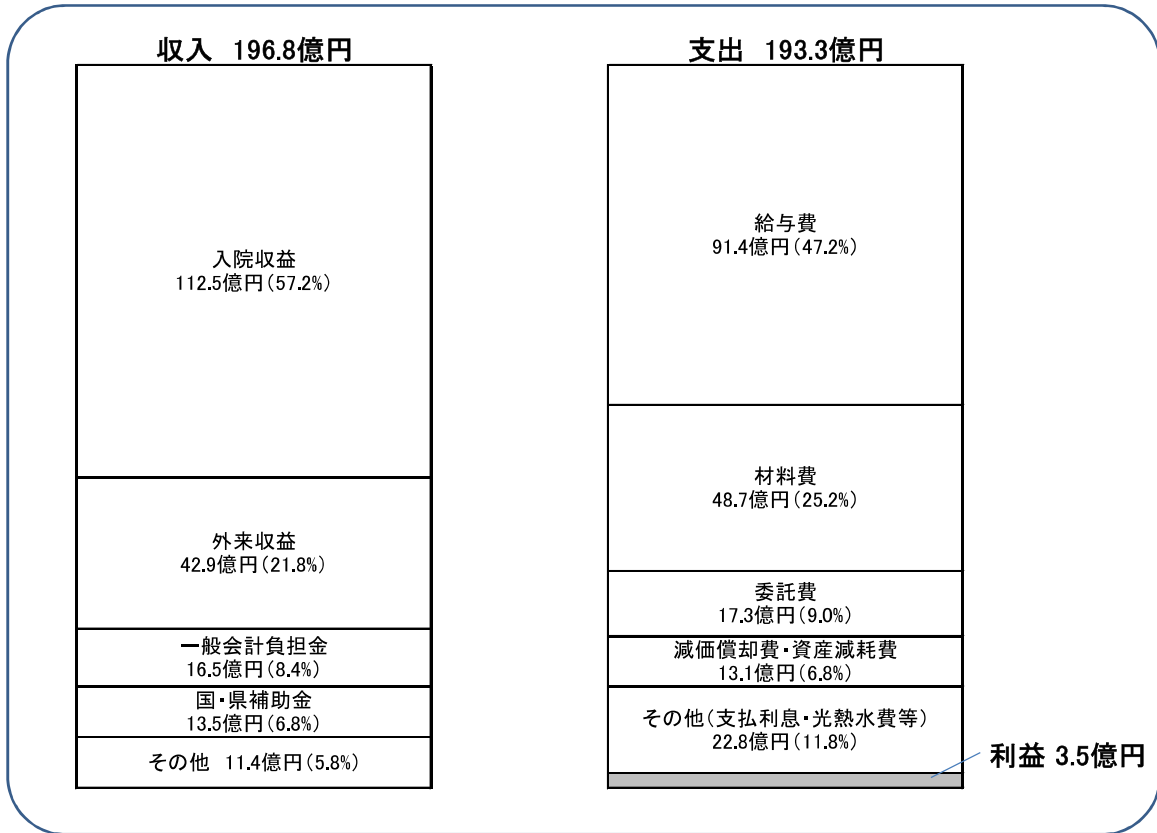 収入 196.8億円
入院収益
112.5億円(57.2%)
外来収益
42.9億円(21.8%)
一般会計負担金
16.5億円(8.4%)
国・県補助金
13.5億円(6.8%)
その他 11.4億円(5.8%)
支出 193.3億円
給与費
91.4億円(47.2%)
材料費
48.7億円(25.2%)
委託費
17.3億円(9.0%)
減価償却費・資産減耗費
13.1億円(6.8%)
その他(支払利息・光熱水費等)
22.8億円(11.8%)
利益 3.5億円